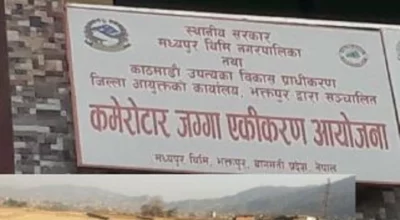 स्थानीय सरकार
मध्यपुर थिमि नगरपालिका
तथा
काठमाडौं उपत्यका विकास प्राधिकरण
जिल्ला आयुक्तको कार्यालय, भक्तपुर द्वारा सञ्चालित
कमेरोटार जग्गा एकीकरण आयोजना
मध्यपुर थिमि, भक्तपुर, बागमती प्रदेश, नेपाल